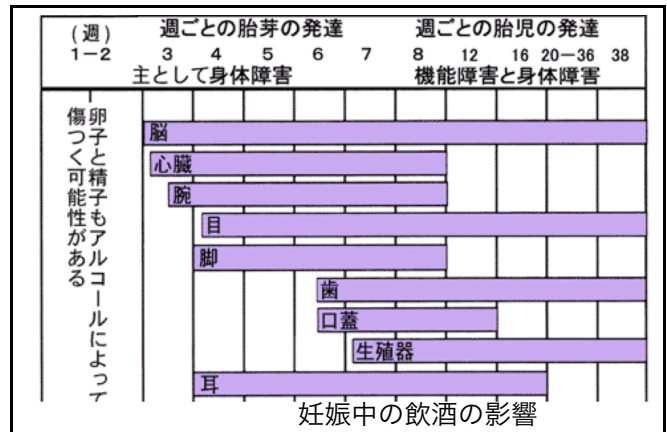 (週) 週ごとの胎芽の発達 週ごとの胎児の発達
1−2 3 4 5 6 7 8 12 16 20−36 38
主として身体障害 機能障害と身体障害
卵子と精子もアルコールによって
傷つく可能性がある
脳
心臓
腕
目
脚
歯
口蓋
生殖器
耳
妊娠中の飲酒の影響